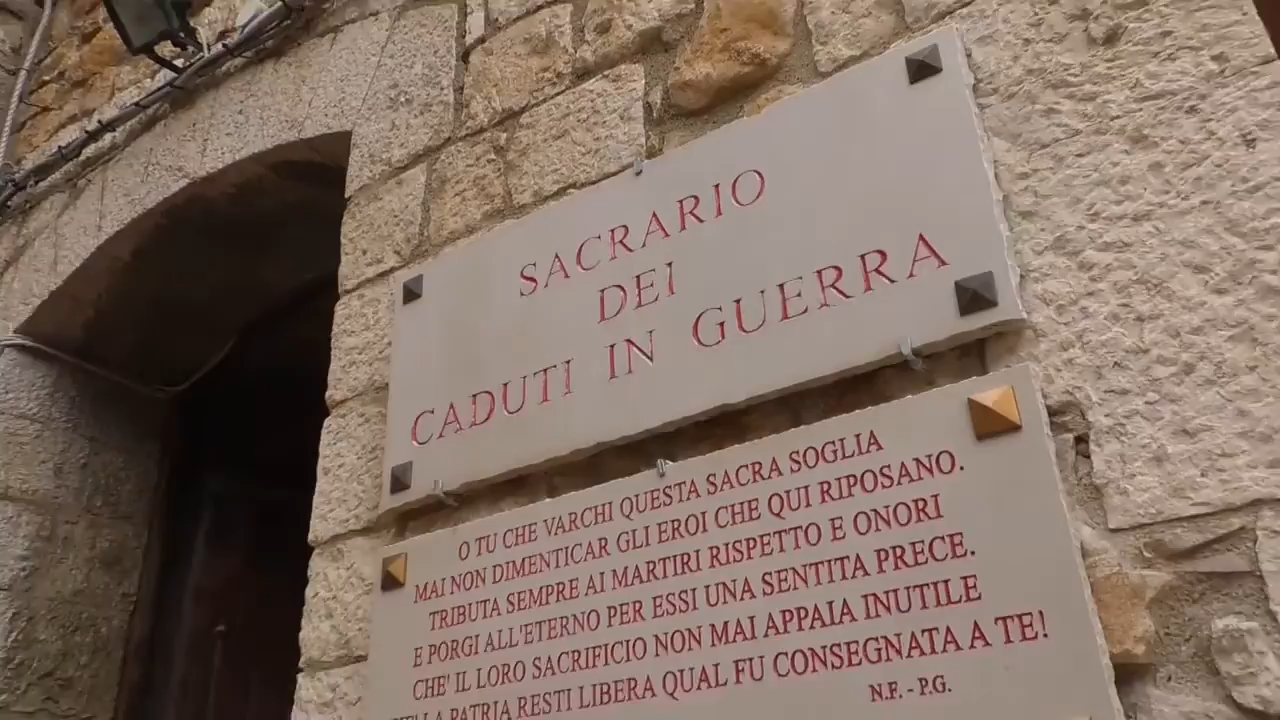 SACRARIO
DEI
CADUTI IN GUERRA
O TU CHE VARCHI QUESTA SACRA SOGLIA
MAI NON DIMENTICAR GLI EROI CHE QUI RIPOSANO.
TRIBUTA SEMPRE AI MARTIRI RISPETTO E ONORI
E PORGI ALL'ETERNO PER ESSI UNA SENTITA PRECE.
CHE' IL LORO SACRIFICIO NON MAI APPAIA INUTILE
LA PATRIA RESTI LIBERA QUAL FU CONSEGNATA A TE!
N.F. - P.G.